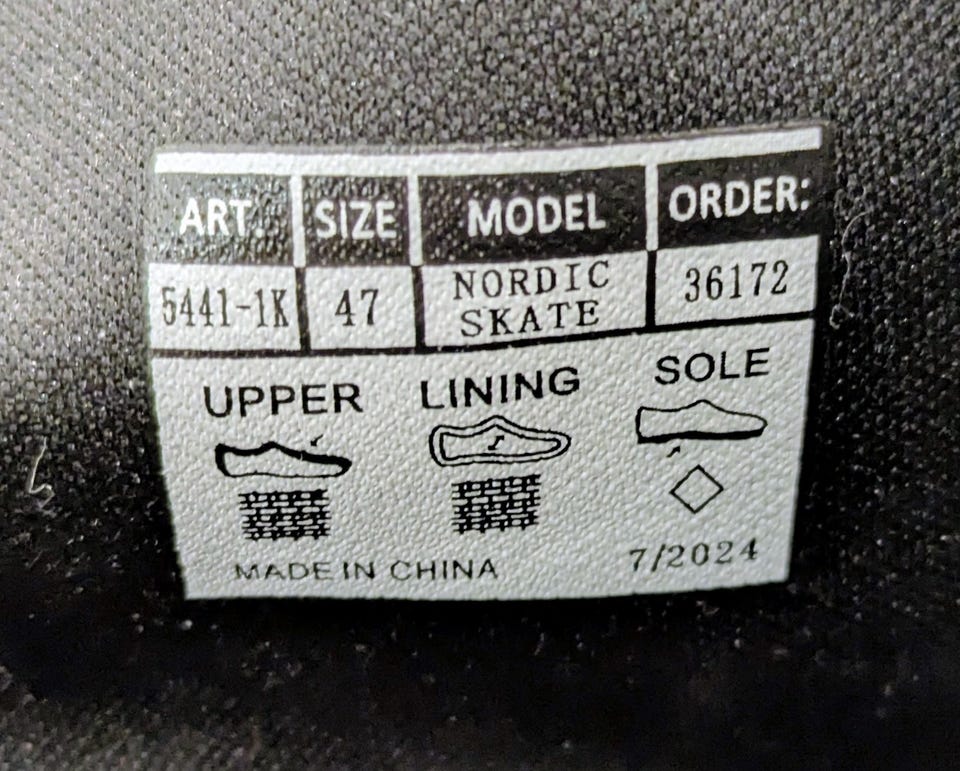 ART. SIZE MODEL ORDER:
5441-1K 47 NORDIC SKATE 36172
UPPER LINING SOLE
MADE IN CHINA 7/2024